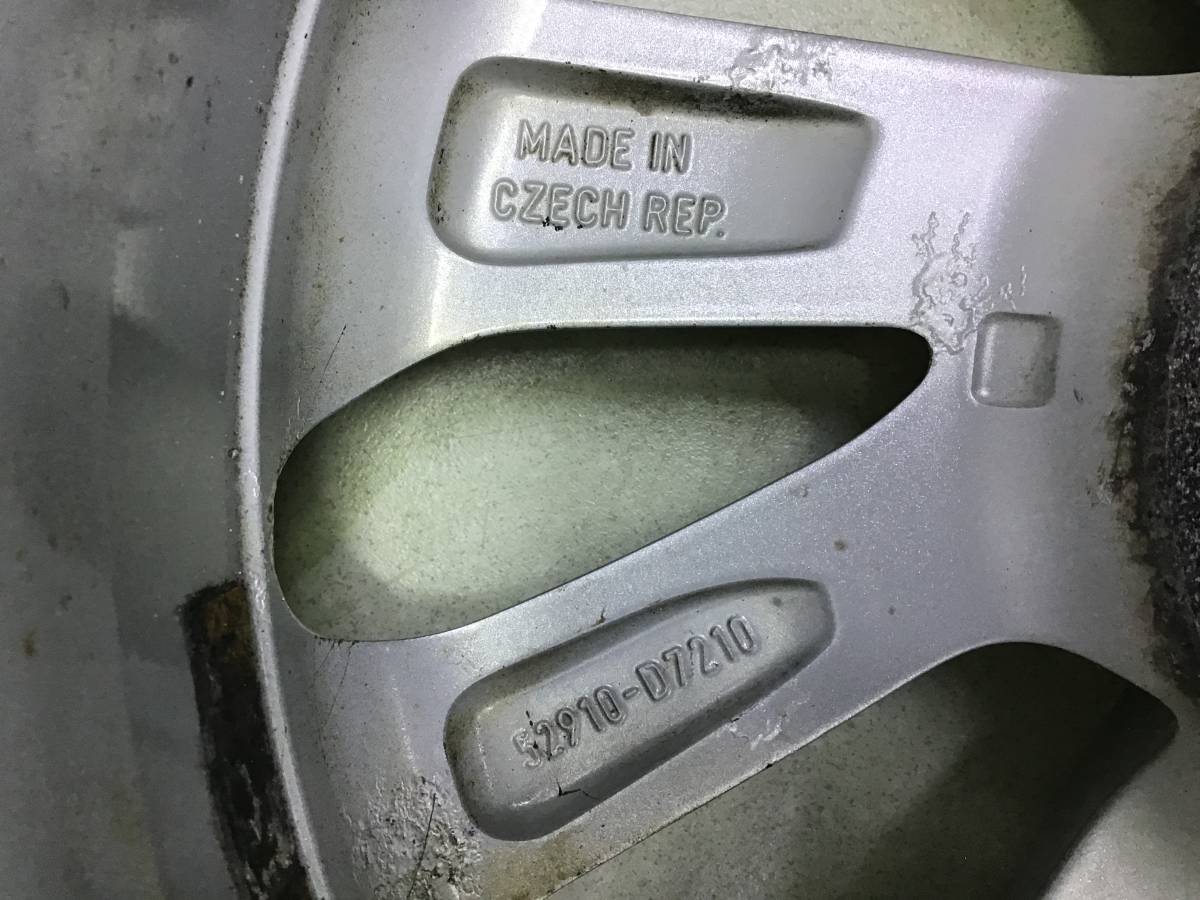 MADE IN
CZECH REP.
52910-D7210